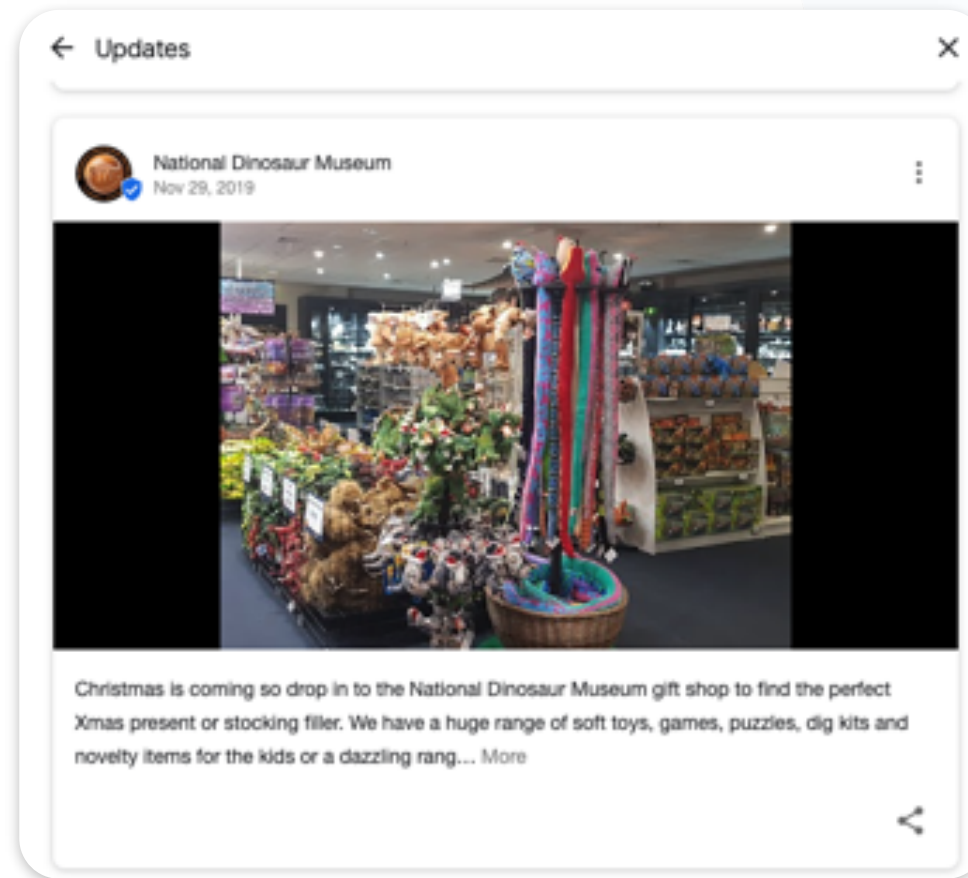 Updates
National Dinosaur Museum
Nov 29, 2019
Christmas is coming so drop in to the National Dinosaur Museum gift shop to find the perfect
Xmas present or stocking filler. We have a huge range of soft toys, games, puzzles, dig kits and
novelty items for the kids or a dazzling rang... More